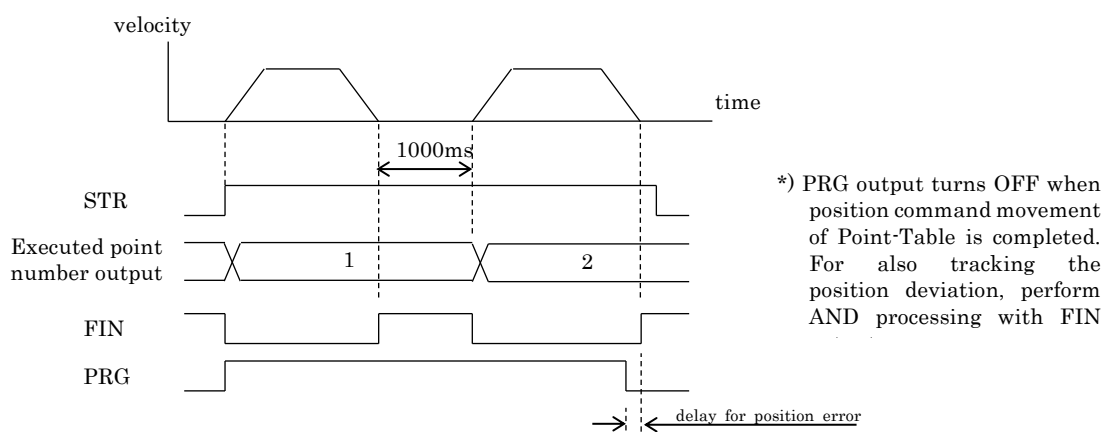 velocity
time
1000ms
STR
Executed point
number output
1
2
FIN
PRG
delay for position error
*) PRG output turns OFF when
position command movement
of Point-Table is completed.
For also tracking the
position deviation, perform
AND processing with FIN